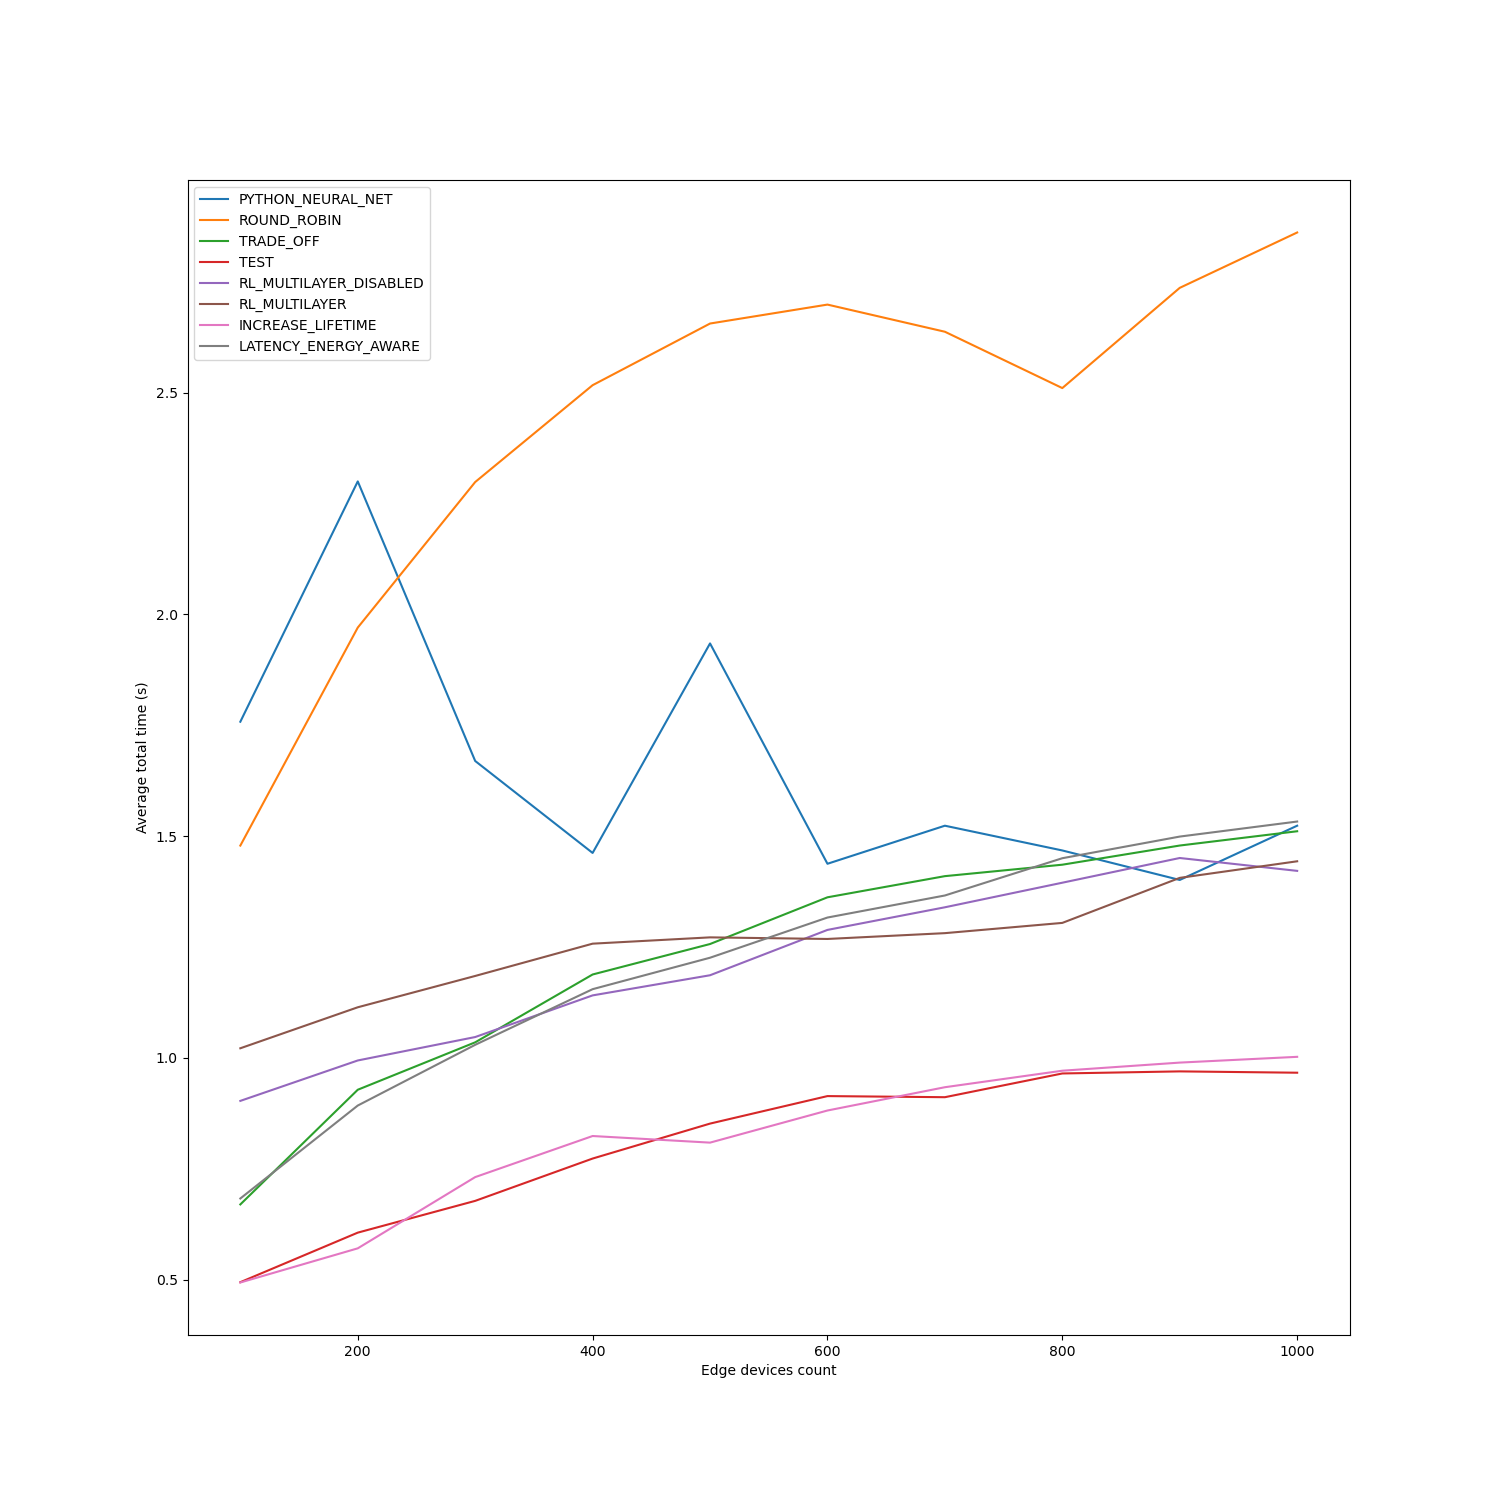 PYTHON_NEURAL_NET
ROUND_ROBIN
TRADE_OFF
TEST
RL_MULTILAYER_DISABLED
RL_MULTILAYER
INCREASE_LIFETIME
LATENCY_ENERGY_AWARE
2.5
2.0
1.5
1.0
0.5
Average total time (s)
200 400 600 800 1000
Edge devices count